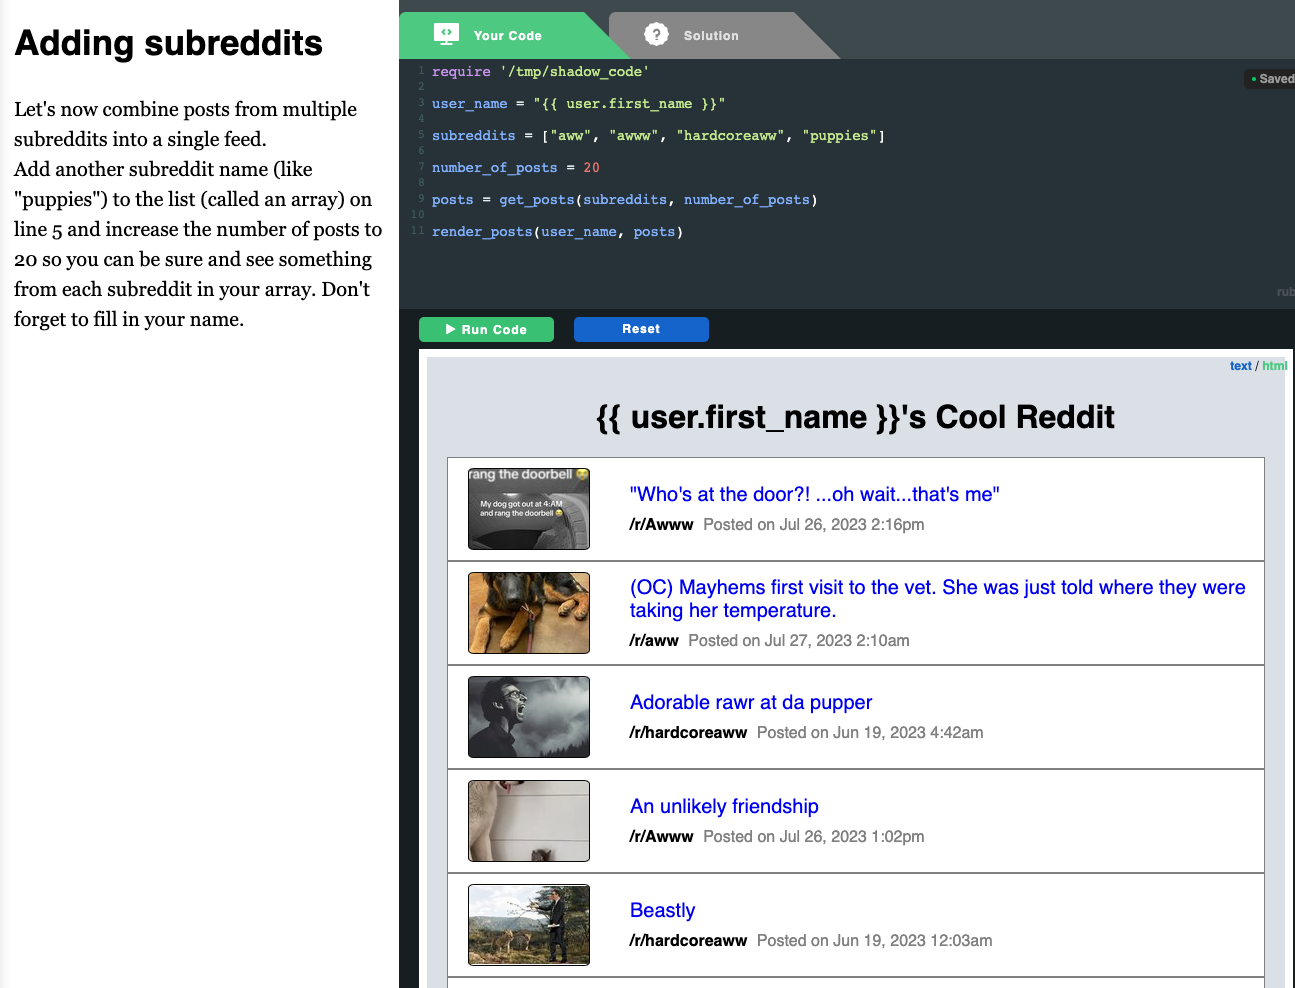 Adding subreddits
Let's now combine posts from multiple
subreddits into a single feed.
Add another subreddit name (like
"puppies") to the list (called an array) on
line 5 and increase the number of posts to
20 so you can be sure and see something
from each subreddit in your array. Don't
forget to fill in your name.
Your Code
? Solution
1 require '/tmp/shadow_code'
2
3 user_name = "{{ user.first_name }}"
4
5 subreddits = ["aww", "awww", "hardcoreaww", "puppies"]
6
7 number_of_posts = 20
8
9 posts = get_posts(subreddits, number_of_posts)
10
11 render_posts(user_name, posts)
Saved
rub
Run Code
Reset
text / html
{{ user.first_name }}'s Cool Reddit
rang the doorbell 😭
My dog got out at 4:AM
and rang the doorbell 😭
"Who's at the door?! ...oh wait...that's me"
/r/Awww Posted on Jul 26, 2023 2:16pm
(OC) Mayhems first visit to the vet. She was just told where they were
taking her temperature.
/r/aww Posted on Jul 27, 2023 2:10am
Adorable rawr at da pupper
/r/hardcoreaww Posted on Jun 19, 2023 4:42am
An unlikely friendship
/r/Awww Posted on Jul 26, 2023 1:02pm
Beastly
/r/hardcoreaww Posted on Jun 19, 2023 12:03am